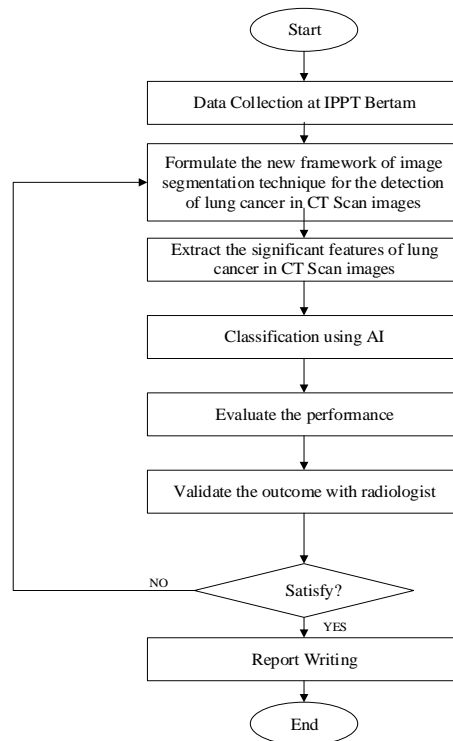 Start
Data Collection at IPPT Bertam
Formulate the new framework of image
segmentation technique for the detection
of lung cancer in CT Scan images
Extract the significant features of lung
cancer in CT Scan images
Classification using AI
Evaluate the performance
Validate the outcome with radiologist
NO
Satisfy?
YES
Report Writing
End